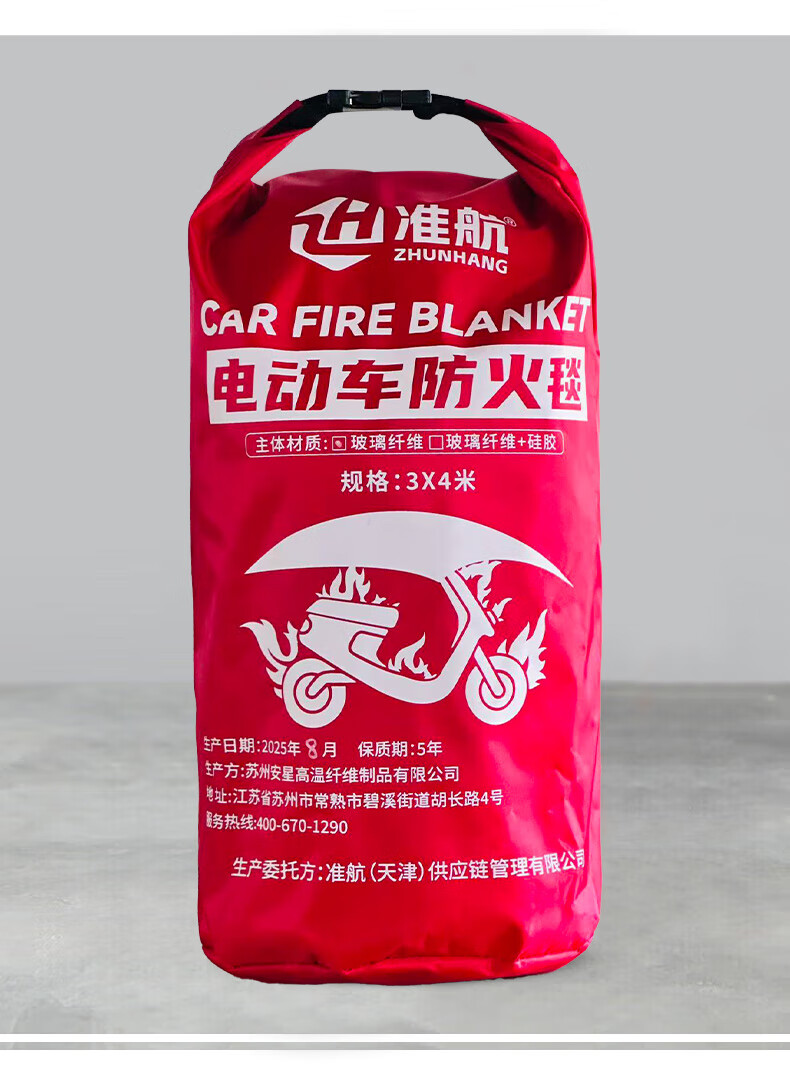 准航®
ZHUNHANG
CAR FIRE BLANKET
电动车防火毯
主体材质:玻璃纤维 玻璃纤维+硅胶
规格:3X4米
生产日期:2025年8月 保质期:5年
生产方:苏州安星高温纤维制品有限公司
地址:江苏省苏州市常熟市碧溪街道胡长路4号
服务热线:400-670-1290
生产委托方:准航(天津)供应链管理有限公司